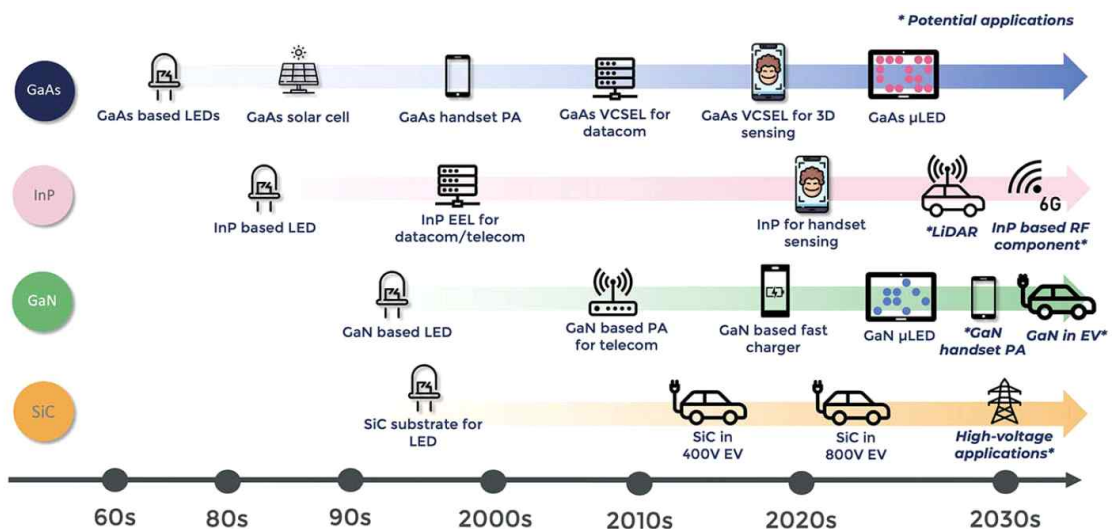 * Potential applications
GaAs
GaAs based LEDs
GaAs solar cell
GaAs handset PA
GaAs VCSEL for
datacom
GaAs VCSEL for 3D
sensing
GaAs µLED
InP
InP based LED
InP EEL for
datacom/telecom
InP for handset
sensing
*LiDAR
6G
InP based RF
component*
GaN
GaN based LED
GaN based PA
for telecom
GaN based fast
charger
GaN µLED
*GaN
handset PA
GaN in EV*
SiC
SiC substrate for
LED
SiC in
400V EV
SiC in
800V EV
High-voltage
applications*
60s
80s
90s
2000s
2010s
2020s
2030s